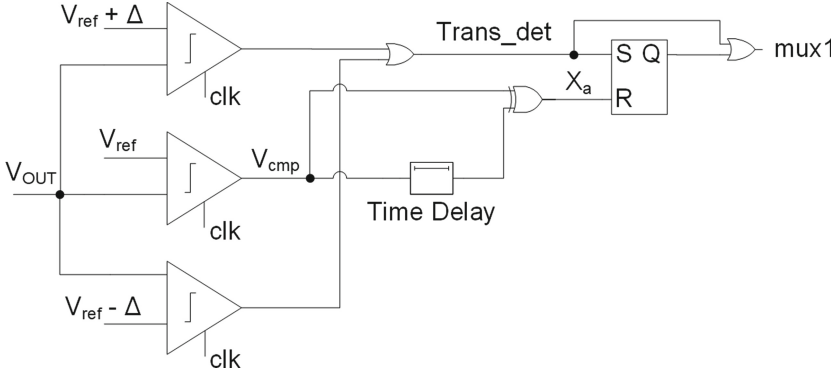 Vref + Δ
clk
Trans_det
S Q
R
mux1
Xa
Vref
Vcmp
VOUT
clk
Time Delay
Vref - Δ
clk